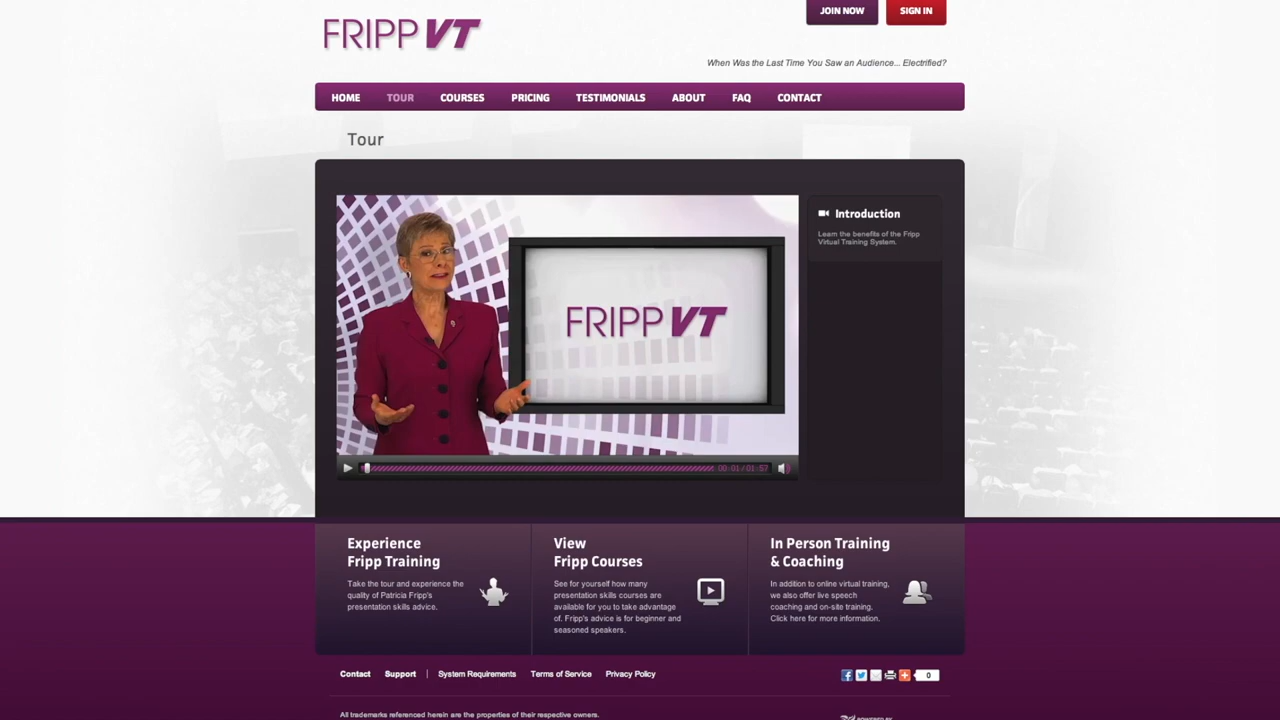 JOIN NOW
SIGN IN
FRIPP VT
When Was the Last Time You Saw an Audience... Electrified?
HOME TOUR COURSES PRICING TESTIMONIALS ABOUT FAQ CONTACT
Tour
FRIPP VT
Introduction
Learn the benefits of the Fripp
Virtual Training System.
00:01 / 01:57
Experience
Fripp Training
Take the tour and experience the
quality of Patricia Fripp's
presentation skills advice.
View
Fripp Courses
See for yourself how many
presentation skills courses are
available for you to take advantage
of. Fripp's advice is for beginner and
seasoned speakers.
In Person Training
& Coaching
In addition to online virtual training,
we also offer live speech
coaching and on-site training.
Click here for more information.
Contact Support | System Requirements Terms of Service Privacy Policy
0
All trademarks referenced herein are the properties of their respective owners.